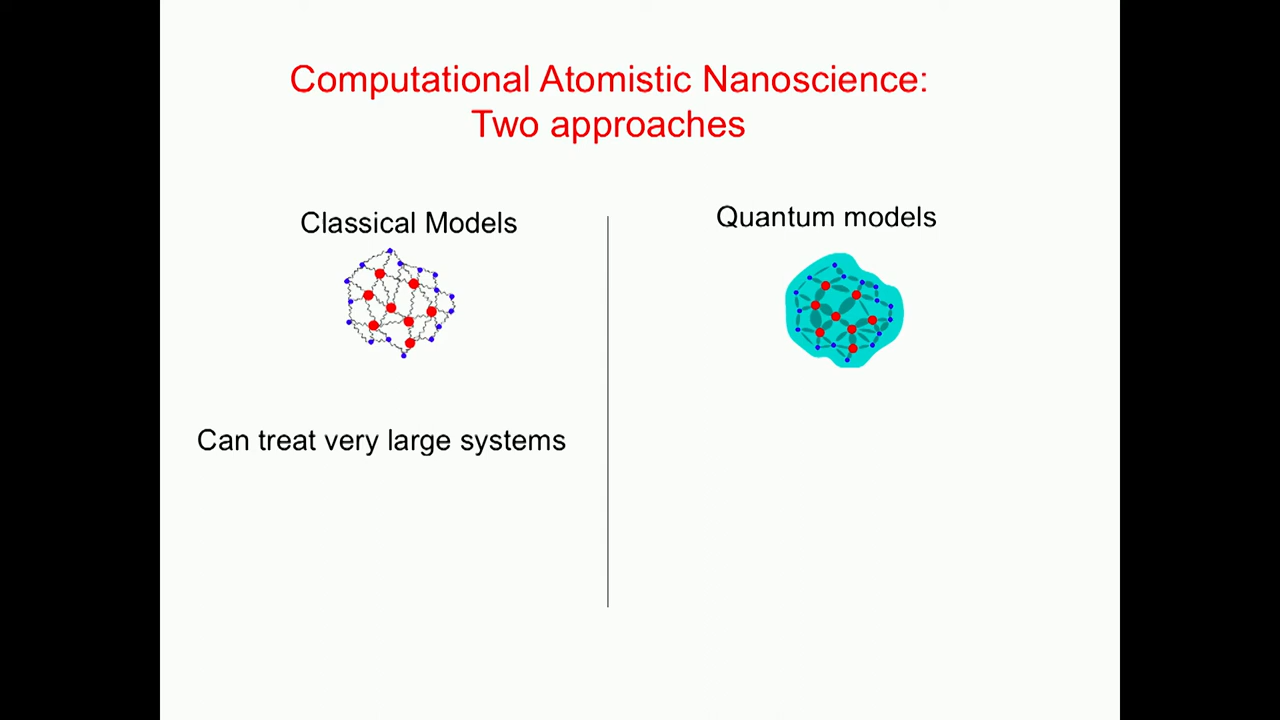 Computational Atomistic Nanoscience:
Two approaches
Classical Models
Quantum models
Can treat very large systems